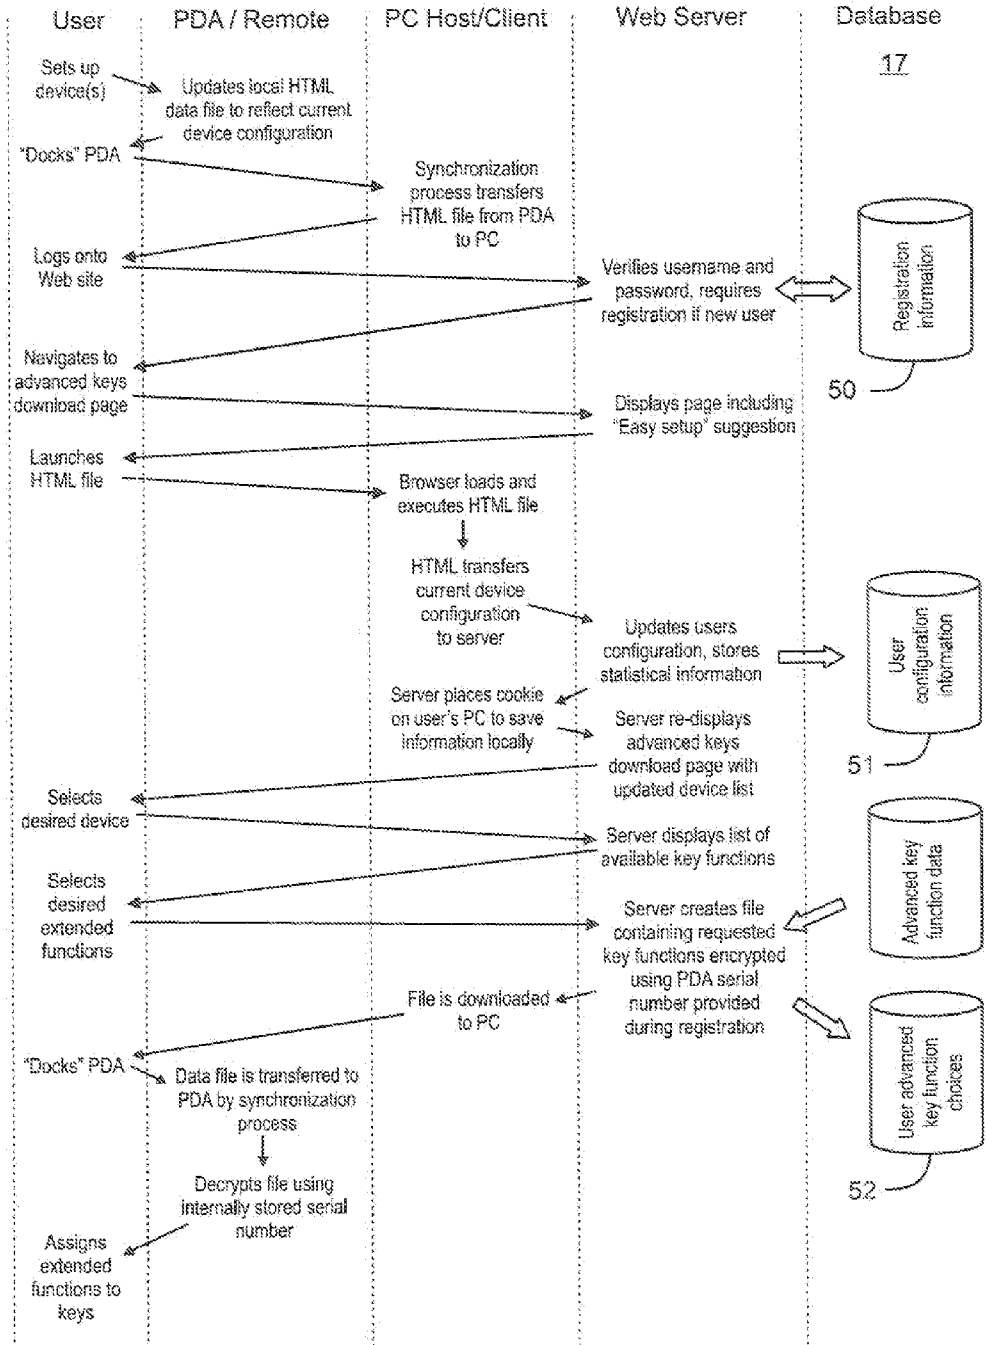 User
PDA / Remote
PC Host/Client
Web Server
Database
17
Sets up
device(s)
Updates local HTML
data file to reflect current
device configuration
"Docks" PDA
Synchronization
process transfers
HTML file from PDA
to PC
Logs onto
Web site
Verifies username and
password, requires
registration if new user
Registration
information
50
Navigates to
advanced keys
download page
Displays page including
"Easy setup" suggestion
Launches
HTML file
Browser loads and
executes HTML file
HTML transfers
current device
configuration
to server
Updates users
configuration, stores
statistical information
User
configuration
information
51
Server places cookie
on user's PC to save
information locally
Server re-displays
advanced keys
download page with
updated device list
Selects
desired device
Server displays list of
available key functions
Advanced key
function data
Selects
desired
extended
functions
Server creates file
containing requested
key functions encrypted
using PDA serial
number provided
during registration
File is downloaded
to PC
User advanced
key function
choices
52
"Docks" PDA
Data file is transferred to
PDA by synchronization
process
Decrypts file using
internally stored serial
number
Assigns
extended
functions to
keys